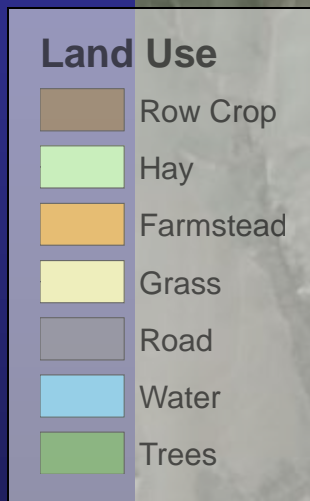 Land Use
Row Crop
Hay
Farmstead
Grass
Road
Water
Trees